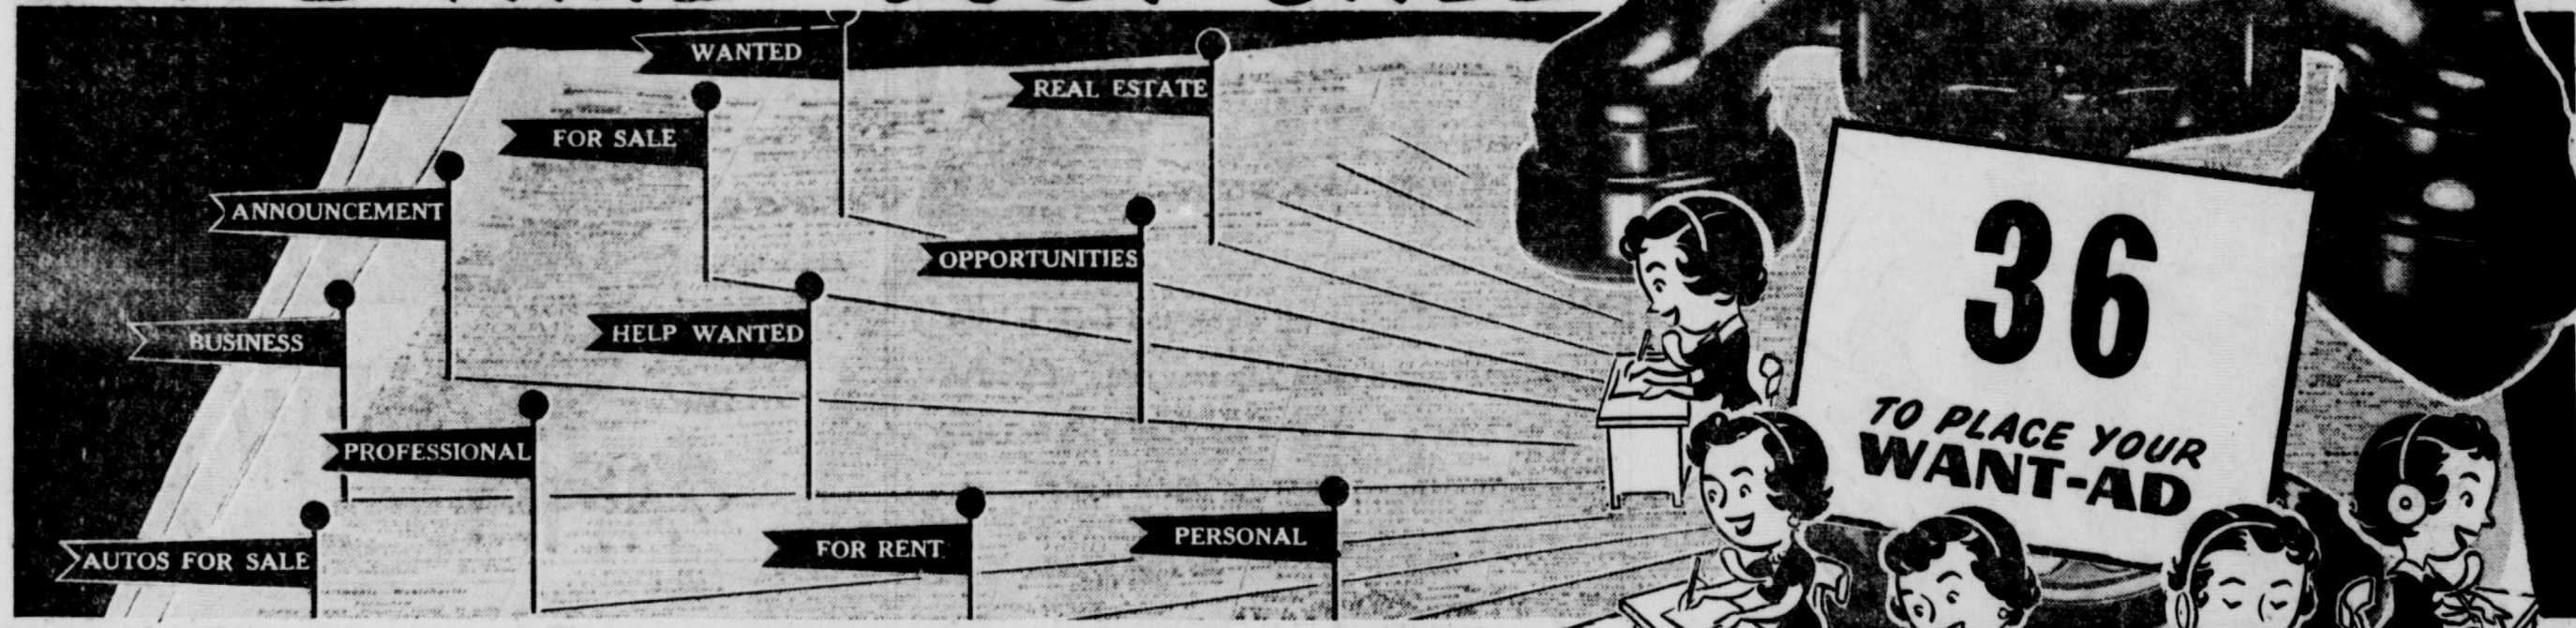 WANTED
REAL ESTATE
FOR SALE
ANNOUNCEMENT
OPPORTUNITIES
BUSINESS
HELP WANTED
PROFESSIONAL
AUTOS FOR SALE
FOR RENT
PERSONAL
36
TO PLACE YOUR
WANT-AD